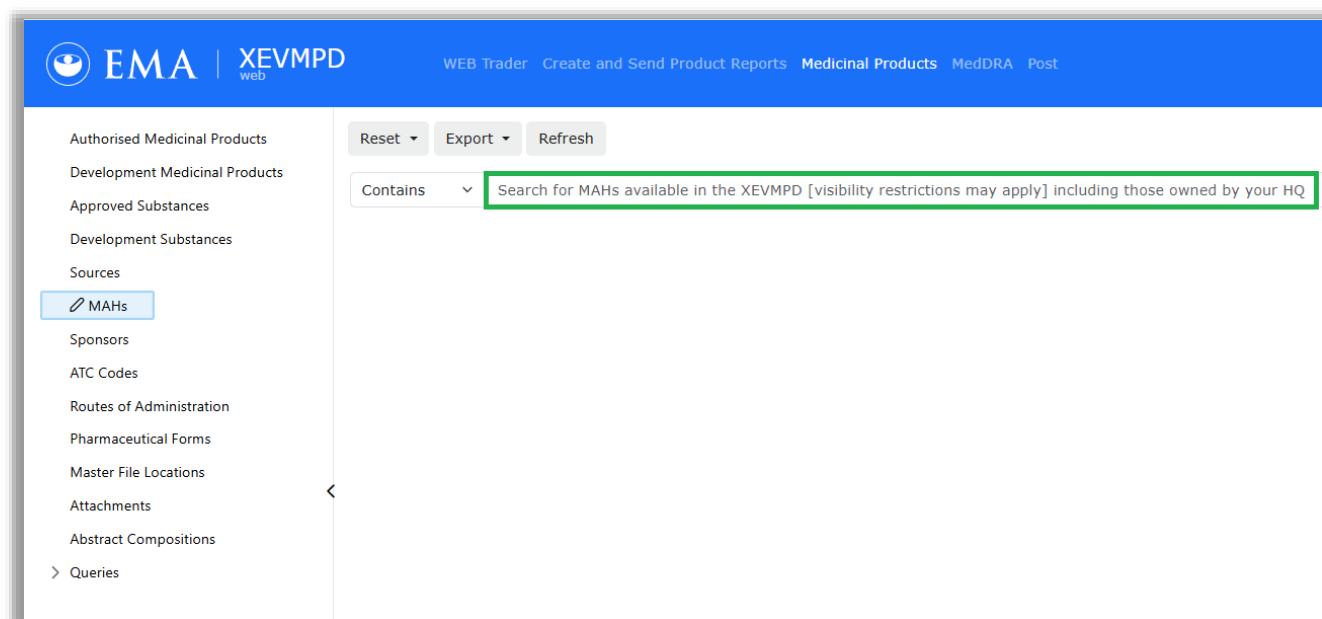 EMA XEVMPD
web
WEB Trader Create and Send Product Reports Medicinal Products MedDRA Post
Authorised Medicinal Products
Development Medicinal Products
Approved Substances
Development Substances
Sources
MAHs
Sponsors
ATC Codes
Routes of Administration
Pharmaceutical Forms
Master File Locations
Attachments
Abstract Compositions
Queries
Reset Export Refresh
Contains Search for MAHs available in the XEVMPD [visibility restrictions may apply] including those owned by your HQ